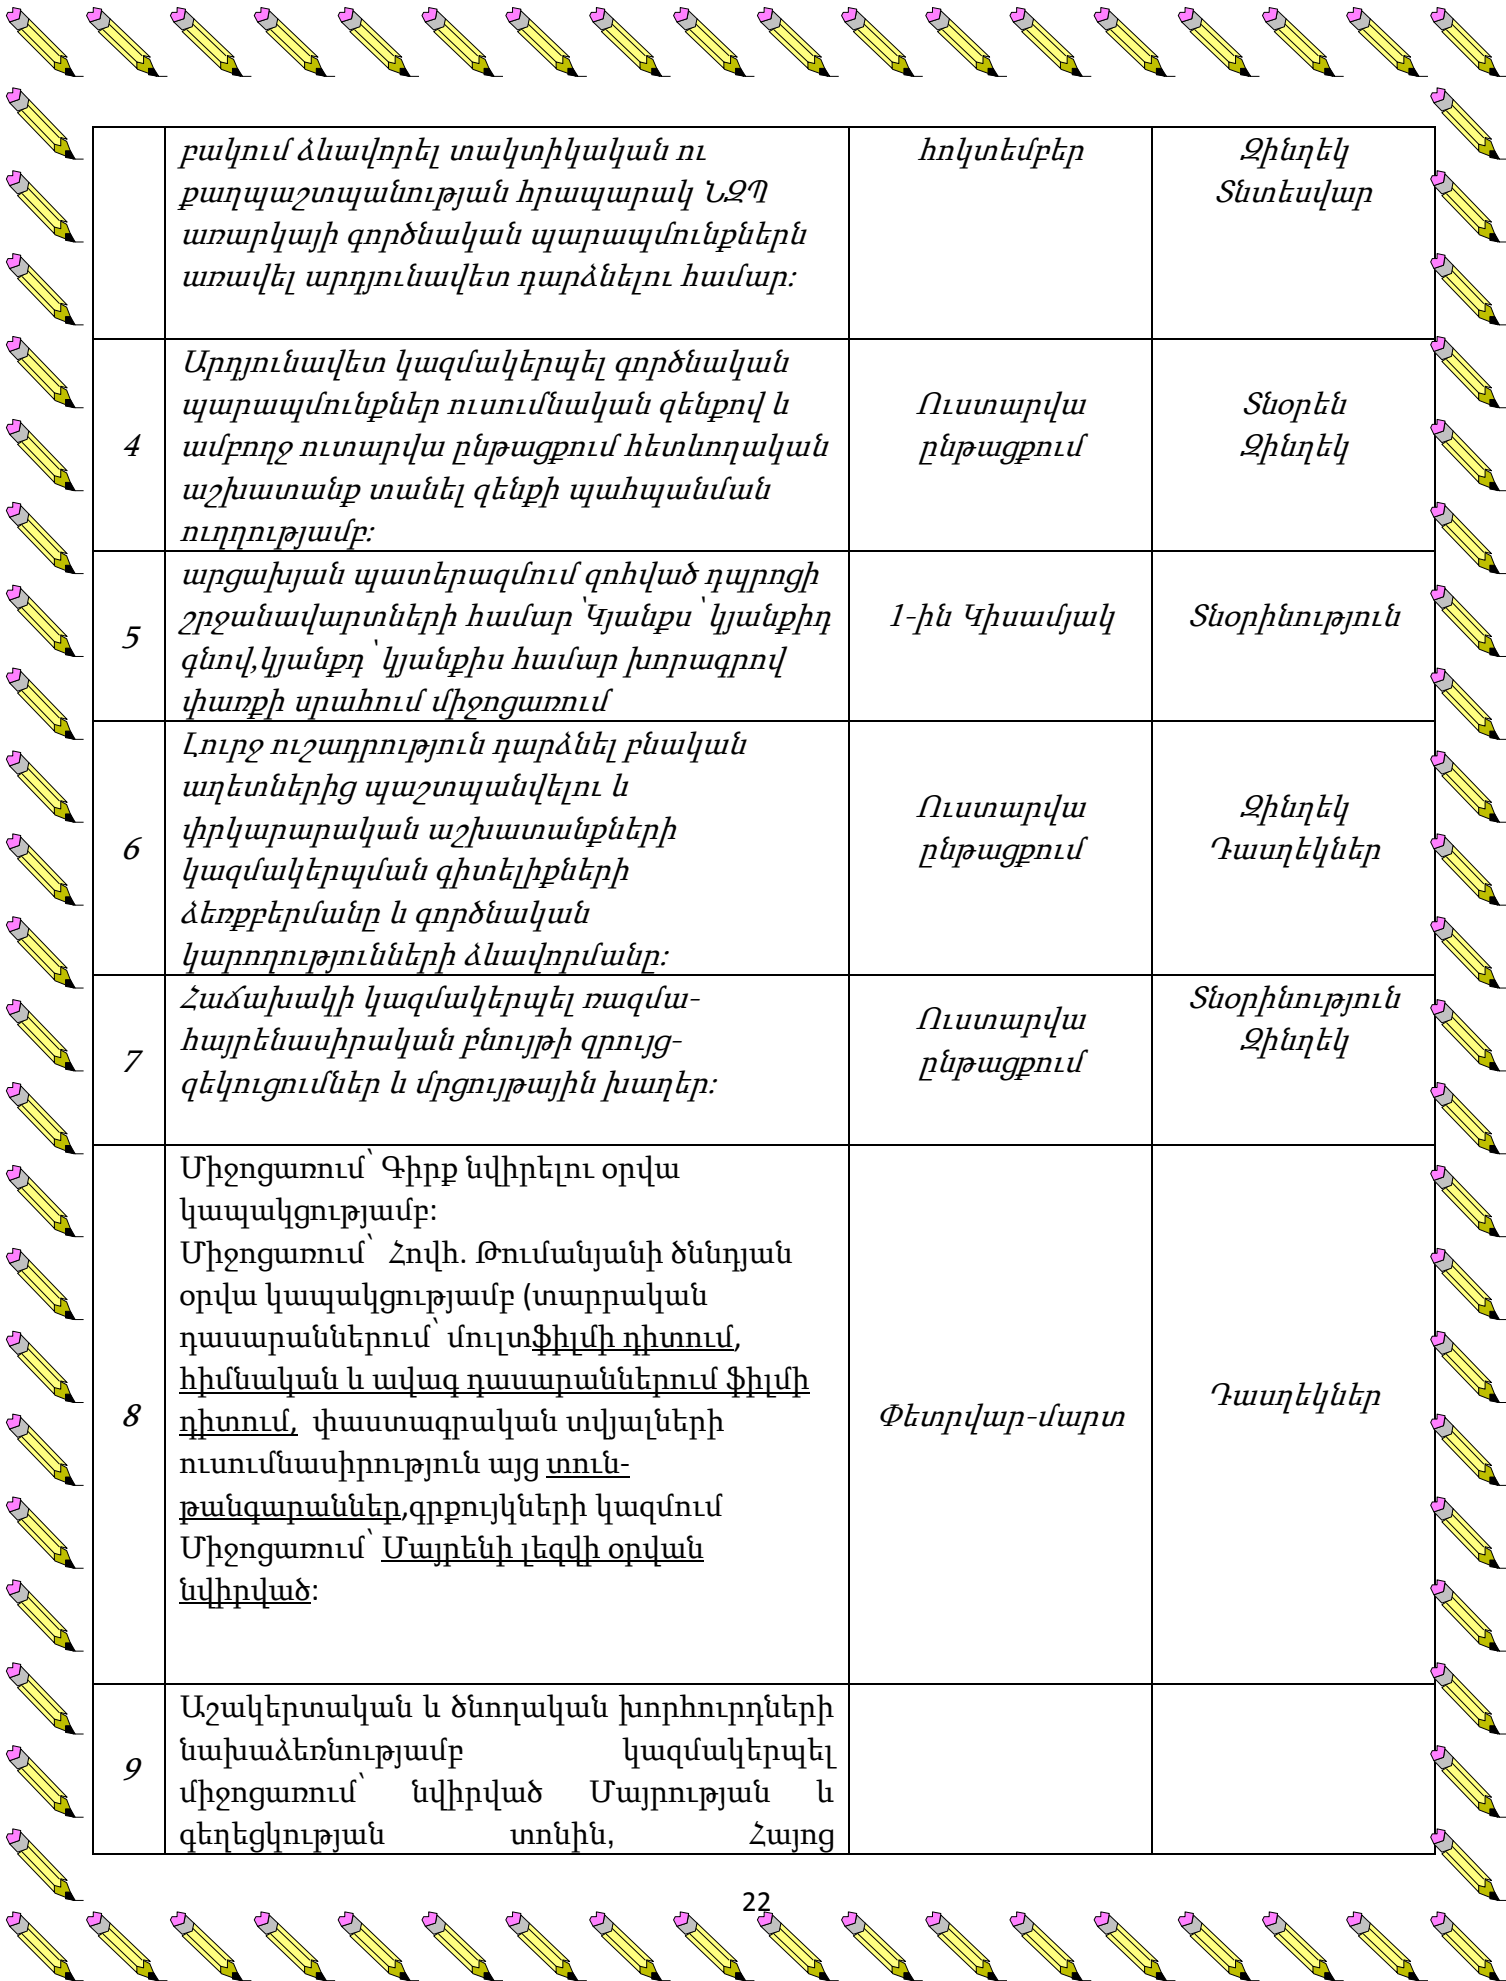 բակում ձևավորել տակտիկական ու
քաղպաշտպանության հրապարակ ՆԶՊ
առարկայի գործնական պարապմունքներն
առավել արդյունավետ դարձնելու համար:
հոկտեմբեր
Զինղեկ
Տնտեսվար
4
Արդյունավետ կազմակերպել գործնական
պարապմունքներ ուսումնական զենքով և
ամբողջ ուտարվա ընթացքում հետևողական
աշխատանք տանել զենքի պահպանման
ուղղությամբ:
Ուստարվա
ընթացքում
Տնօրեն
Զինղեկ
5
արցախյան պատերազմում զոհված դպրոցի
շրջանավարտների համար ՝Կյանքս ՝ կյանքիդ
գնով,կյանքդ ՝ կյանքիս համար խորագրով
փառքի սրահում միջոցառում
1-ին Կիսամյակ
Տնօրինություն
6
Լուրջ ուշադրություն դարձնել բնական
աղետներից պաշտպանվելու և
փրկարարական աշխատանքների
կազմակերպման գիտելիքների
ձեռքբերմանը և գործնական
կարողությունների ձևավորմանը:
Ուստարվա
ընթացքում
Զինղեկ
Դասղեկներ
7
Հաճախակի կազմակերպել ռազմա-
հայրենասիրական բնույթի զրույց-
զեկուցումներ և մրցույթային խաղեր:
Ուստարվա
ընթացքում
Տնօրինություն
Զինղեկ
8
Միջոցառում՝ Գիրք նվիրելու օրվա
կապակցությամբ:
Միջոցառում՝ Հովհ. Թումանյանի ծննդյան
օրվա կապակցությամբ (տարրական
դասարաններում՝ մուլտֆիլմի դիտում,
հիմնական և ավագ դասարաններում ֆիլմի
դիտում, փաստագրական տվյալների
ուսումնասիրություն այց տուն-
թանգարաններ,գրքույկների կազմում
Միջոցառում՝ Մայրենի լեզվի օրվան
նվիրված:
Փետրվար-մարտ
Դասղեկներ
9
Աշակերտական և ծնողական խորհուրդների
նախաձեռնությամբ կազմակերպել
միջոցառում՝ նվիրված Մայրության և
գեղեցկության տոնին, Հայոց
22